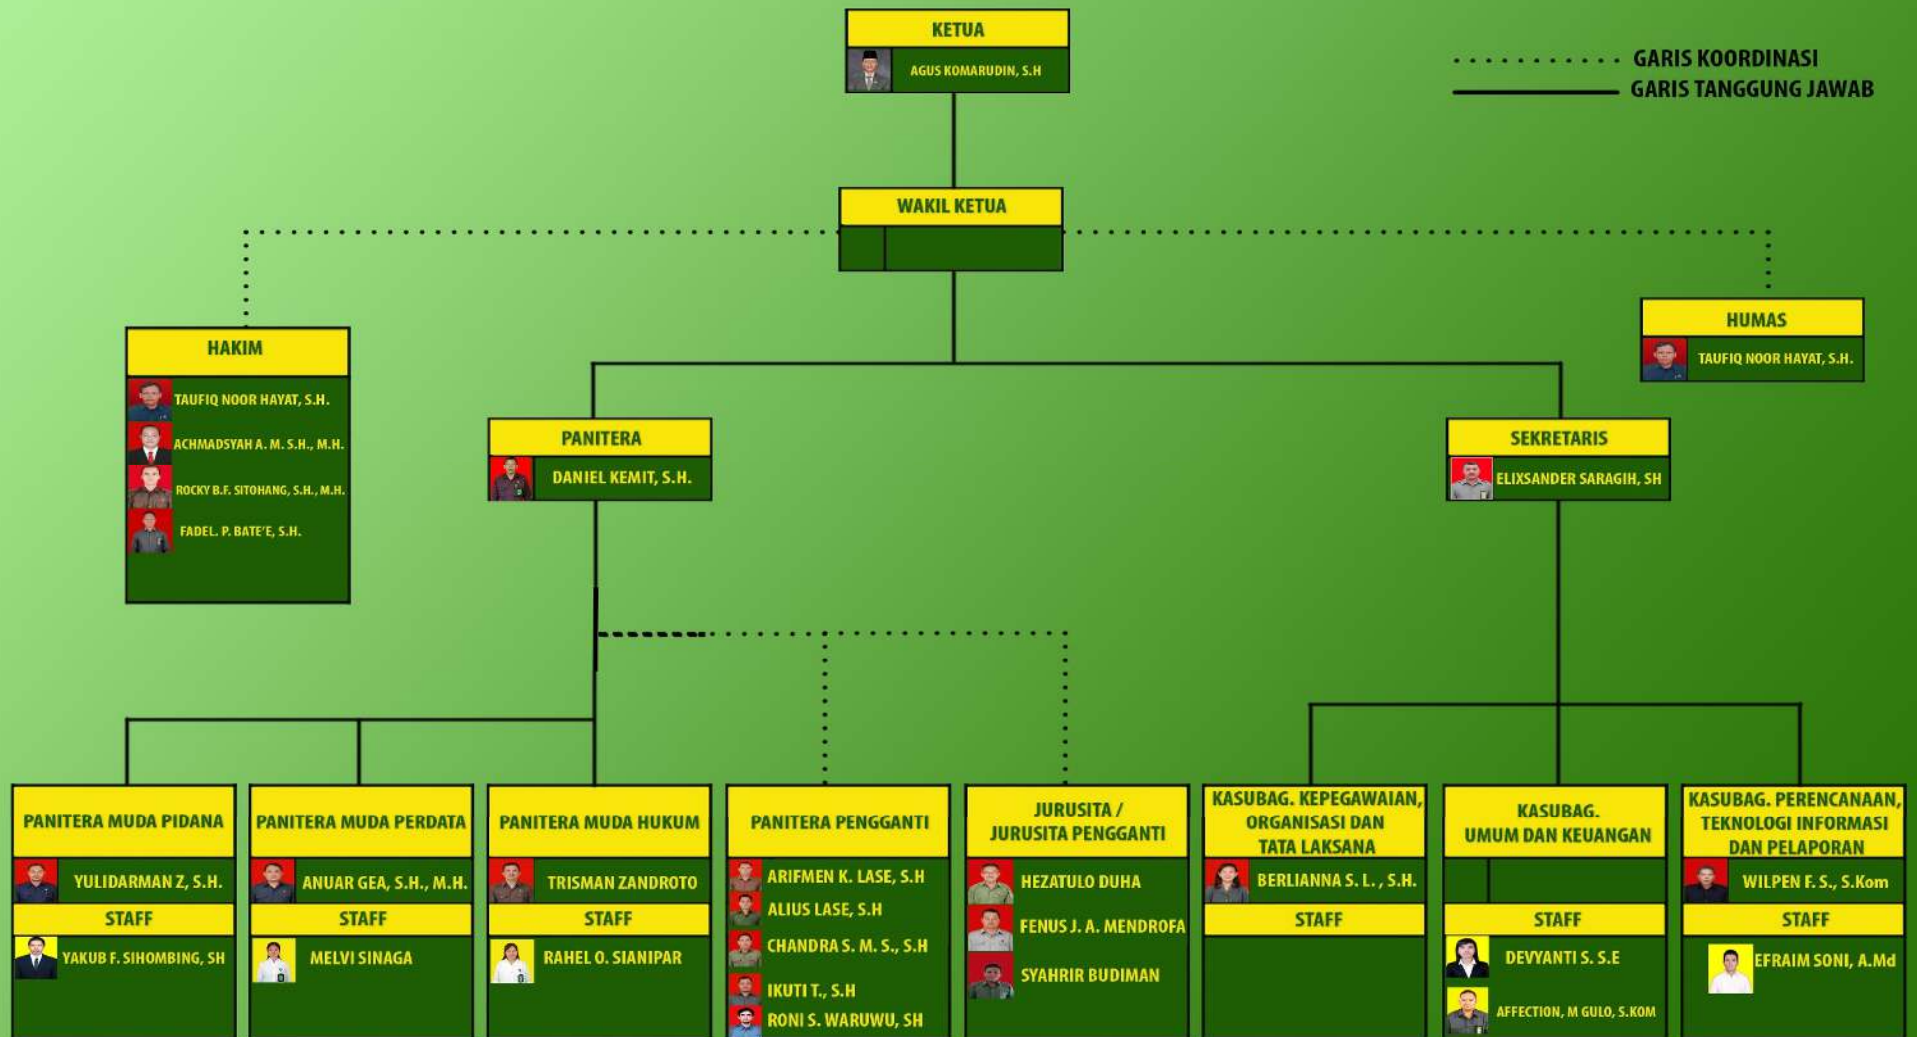 KETUA
AGUS KOMARUDIN, S.H
GARIS KOORDINASI
GARIS TANGGUNG JAWAB
WAKIL KETUA
HAKIM
TAUFIQ NOOR HAYAT, S.H.
ACHMADSYAH A. M. S.H., M.H.
ROCKY B.F. SITOHANG, S.H., M.H.
FADEL. P. BATE'E, S.H.
HUMAS
TAUFIQ NOOR HAYAT, S.H.
PANITERA
DANIEL KEMIT, S.H.
SEKRETARIS
ELIXSANDER SARAGIH, SH
PANITERA MUDA PIDANA
YULIDARMAN Z, S.H.
STAFF
YAKUB F. SIHOMBING, SH
PANITERA MUDA PERDATA
ANUAR GEA, S.H., M.H.
STAFF
MELVI SINAGA
PANITERA MUDA HUKUM
TRISMAN ZANDROTO
STAFF
RAHEL O. SIANIPAR
PANITERA PENGGANTI
ARIFMEN K. LASE, S.H
ALIUS LASE, S.H
CHANDRA S. M. S., S.H
IKUTI T., S.H
RONI S. WARUWU, SH
JURUSITA /
JURUSITA PENGGANTI
HEZATULO DUHA
FENUS J. A. MENDROFA
SYAHRIR BUDIMAN
KASUBAG. KEPEGAWAIAN,
ORGANISASI DAN
TATA LAKSANA
BERLIANNA S. L. , S.H.
STAFF
KASUBAG.
UMUM DAN KEUANGAN
STAFF
DEVYANTI S. S.E
AFFECTION, M GULO, S.KOM
KASUBAG. PERENCANAAN,
TEKNOLOGI INFORMASI
DAN PELAPORAN
WILPEN F. S., S.Kom
STAFF
EFRAIM SONI, A.Md